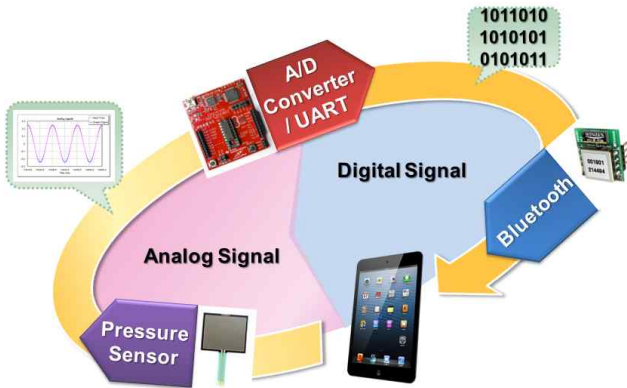 1011010
1010101
0101011
A/D
Converter
/ UART
Digital Signal
Bluetooth
Analog Signal
Pressure
Sensor